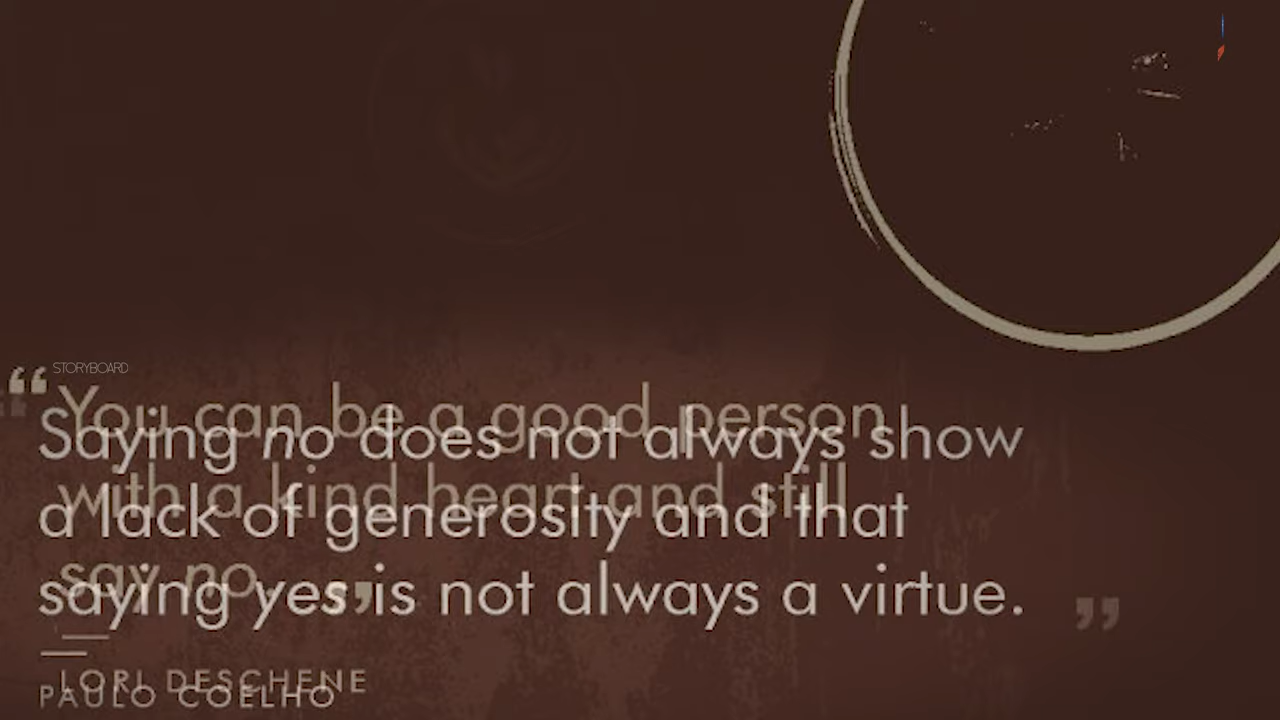 STORYBOARD
“You can be a good person
with a kind heart and still
say no.”
LORI DESCHENE
“Saying no does not always show
a lack of generosity and that
saying yes is not always a virtue.”
PAULO COELHO